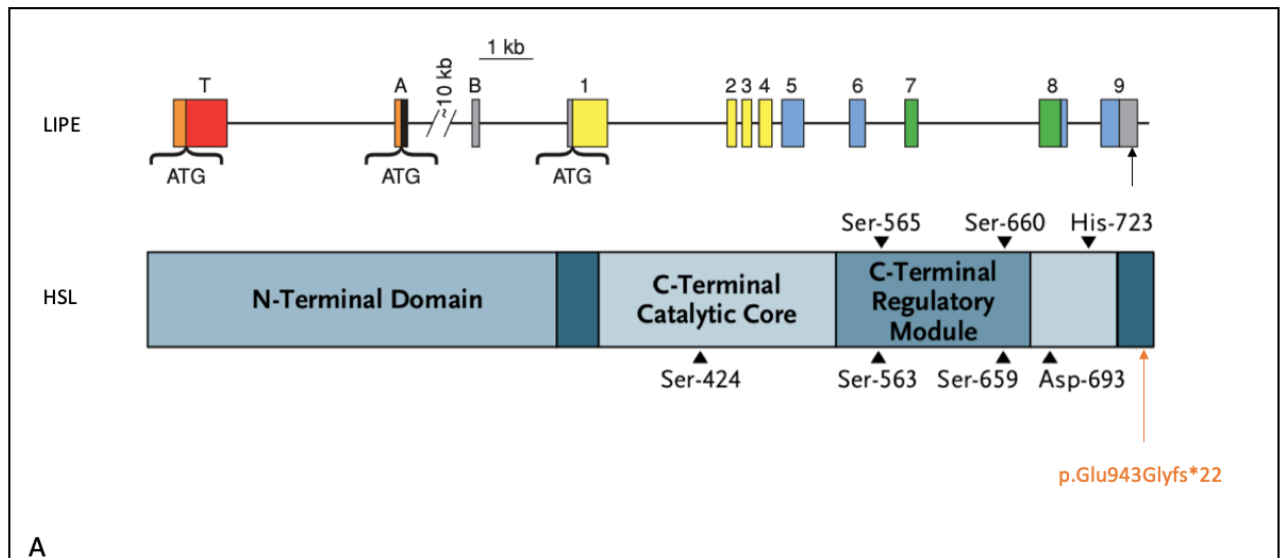 1 kb
T A ~10 kb B 1 2 3 4 5 6 7 8 9
LIPE
ATG ATG ATG
Ser-565 Ser-660 His-723
HSL
N-Terminal Domain
C-Terminal
Catalytic Core
C-Terminal
Regulatory
Module
Ser-424 Ser-563 Ser-659 Asp-693
p.Glu943Glyfs*22
A